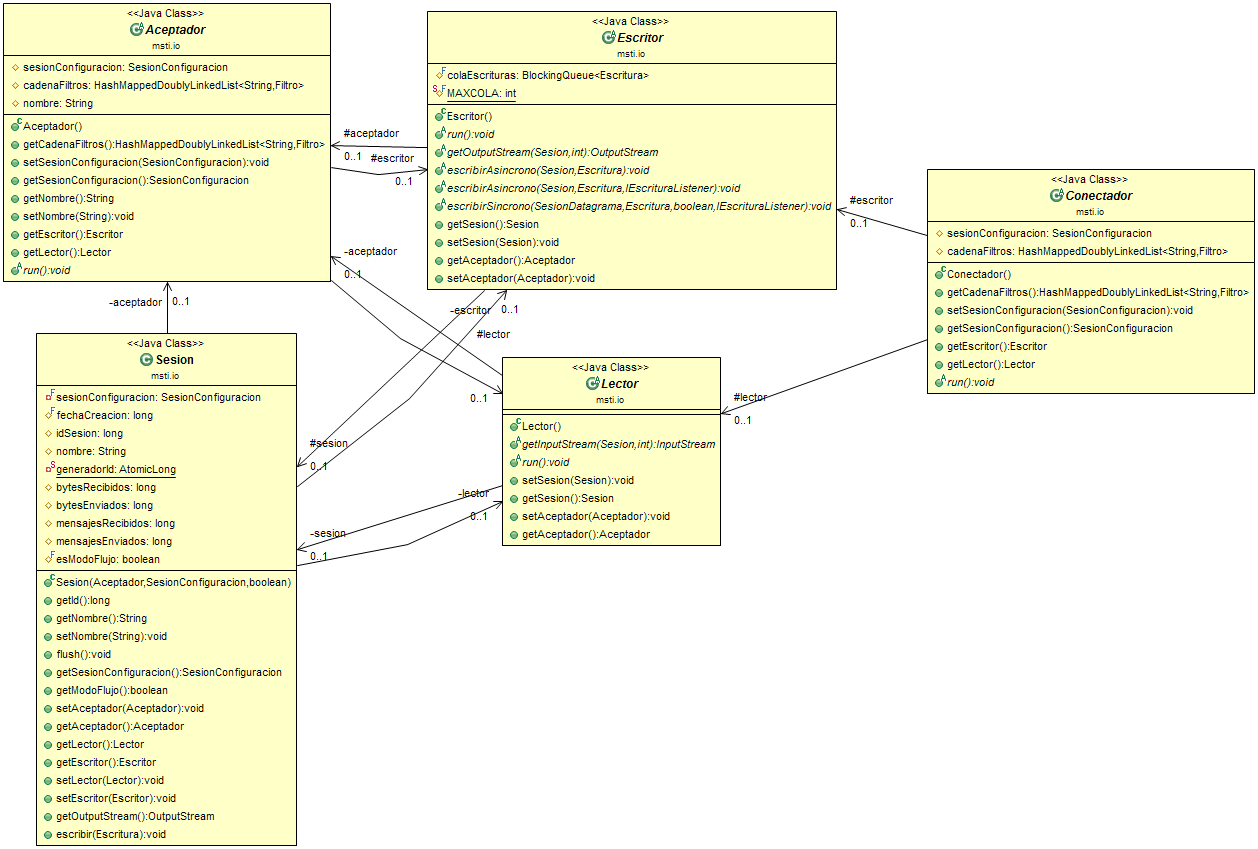 <<Java Class>>
Aceptador
msti.io
sesionConfiguracion: SesionConfiguracion
cadenaFiltros: HashMappedDoublyLinkedList<String,Filtro>
nombre: String
Aceptador()
getCadenaFiltros():HashMappedDoublyLinkedList<String,Filtro>
setSesionConfiguracion(SesionConfiguracion):void
getSesionConfiguracion():SesionConfiguracion
getNombre():String
setNombre(String):void
getEscritor():Escritor
getLector():Lector
run():void
<<Java Class>>
Escritor
msti.io
colaEscrituras: BlockingQueue<Escritura>
MAXCOLA: int
Escritor()
run():void
getOutputStream(Sesion,int):OutputStream
escribirAsincrono(Sesion,Escritura):void
escribirAsincrono(Sesion,Escritura,IEscrituraListener):void
escribirSincrono(SesionDatagrama,Escritura,boolean,IEscrituraListener):void
getSesion():Sesion
setSesion(Sesion):void
getAceptador():Aceptador
setAceptador(Aceptador):void
<<Java Class>>
Conectador
msti.io
sesionConfiguracion: SesionConfiguracion
cadenaFiltros: HashMappedDoublyLinkedList<String,Filtro>
Conectador()
getCadenaFiltros():HashMappedDoublyLinkedList<String,Filtro>
setSesionConfiguracion(SesionConfiguracion):void
getSesionConfiguracion():SesionConfiguracion
getEscritor():Escritor
getLector():Lector
run():void
#aceptador
0..1
#escritor
0..1
#escritor
0..1
-aceptador
0..1
-aceptador
0..1
-escritor
0..1
#lector
0..1
#lector
0..1
#sesion
0..1
-lector
0..1
-sesion
0..1
<<Java Class>>
Sesion
msti.io
sesionConfiguracion: SesionConfiguracion
fechaCreacion: long
idSesion: long
nombre: String
generadorId: AtomicLong
bytesRecibidos: long
bytesEnviados: long
mensajesRecibidos: long
mensajesEnviados: long
esModoFlujo: boolean
Sesion(Aceptador,SesionConfiguracion,boolean)
getId():long
getNombre():String
setNombre(String):void
flush():void
getSesionConfiguracion():SesionConfiguracion
getModoFlujo():boolean
setAceptador(Aceptador):void
getAceptador():Aceptador
getLector():Lector
getEscritor():Escritor
setLector(Lector):void
setEscritor(Escritor):void
getOutputStream():OutputStream
escribir(Escritura):void
<<Java Class>>
Lector
msti.io
Lector()
getInputStream(Sesion,int):InputStream
run():void
setSesion(Sesion):void
getSesion():Sesion
setAceptador(Aceptador):void
getAceptador():Aceptador